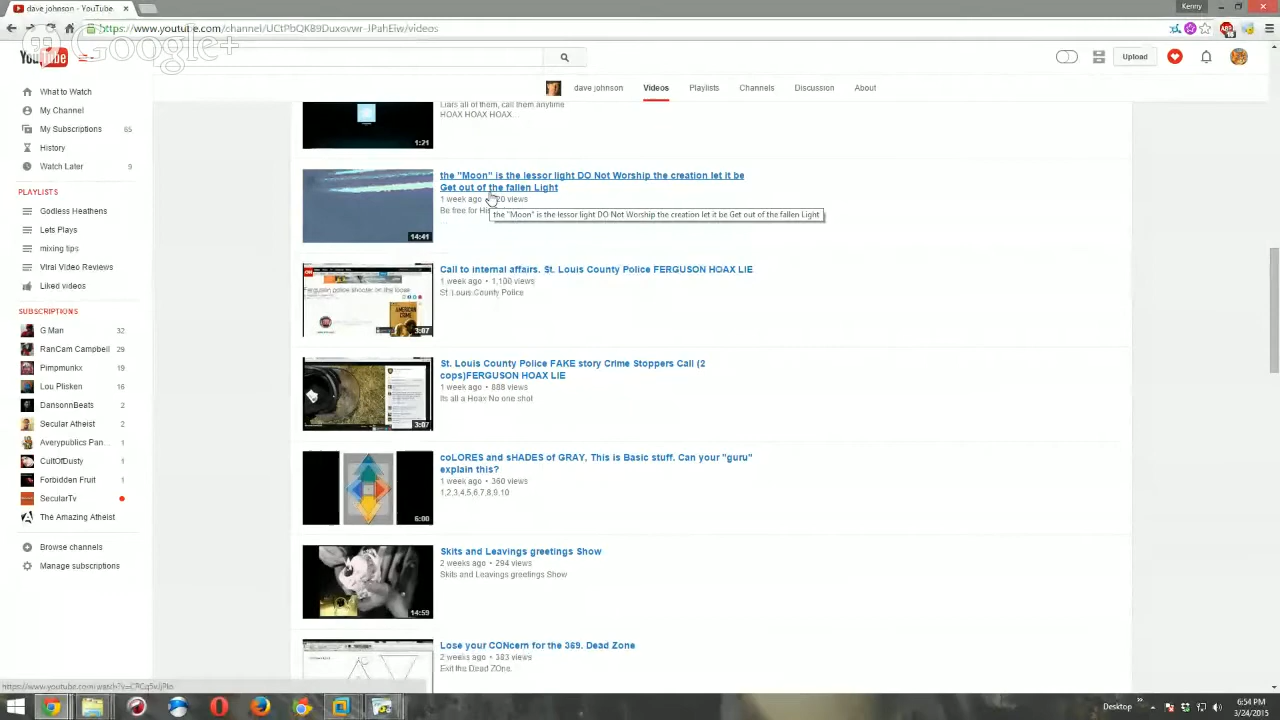 dave johnson - YouTube
Kenny
Google+
YouTube
Upload
dave johnson
Videos
Playlists
Channels
Discussion
About
What to Watch
My Channel
My Subscriptions 65
History
Watch Later 9
PLAYLISTS
Godless Heathens
Lets Plays
mixing tips
Viral Video Reviews
Liked videos
SUBSCRIPTIONS
G Man 32
RanCam Campbell 29
Pimpmunkx 19
Lou Plisken 16
DansonnBeats 2
Secular Atheist 2
Averypublics Pan... 1
CultOfDusty 1
Forbidden Fruit 1
SecularTv
The Amazing Atheist
Browse channels
Manage subscriptions
Liars all of them, call them anytime
HOAX HOAX HOAX...
1:21
the "Moon" is the lessor light DO Not Worship the creation let it be
Get out of the fallen Light
1 week ago • 20 views
Be free for
the "Moon" is the lessor light DO Not Worship the creation let it be Get out of the fallen Light
14:41
Call to internal affairs. St. Louis County Police FERGUSON HOAX LIE
1 week ago • 1,100 views
St. Louis County Police
Ferguson police shooter on the loose
AMERICAN
CRIME
3:07
St. Louis County Police FAKE story Crime Stoppers Call (2
cops)FERGUSON HOAX LIE
1 week ago • 888 views
Its all a Hoax No one shot
3:07
coLORES and sHADES of GRAY, This is Basic stuff. Can your "guru"
explain this?
1 week ago • 360 views
1,2,3,4,5,6,7,8,9,10
6:00
Skits and Leavings greetings Show
2 weeks ago • 294 views
Skits and Leavings greetings Show
14:59
Lose your CONcern for the 369. Dead Zone
2 weeks ago • 383 views
Exit the Dead ZOne.
Desktop
6:54 PM
3/24/2015